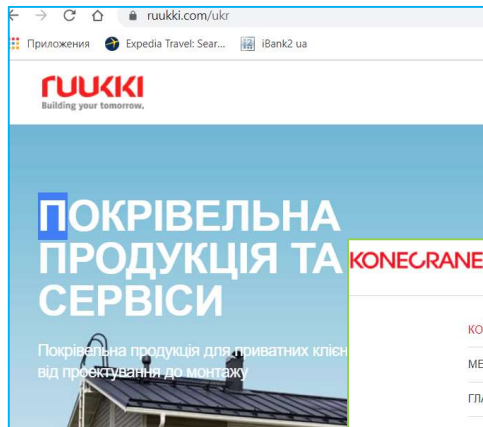 ruukki.com/ukr
Приложения Expedia Travel: Sear... iBank2 ua
ruukki
Building your tomorrow.
ПОКРІВЕЛЬНА
ПРОДУКЦІЯ ТА
СЕРВІСИ
Покрівельна продукція для приватних клієн
від проектування до монтажу
KONECRANE
КО
МЕ
ГЛА